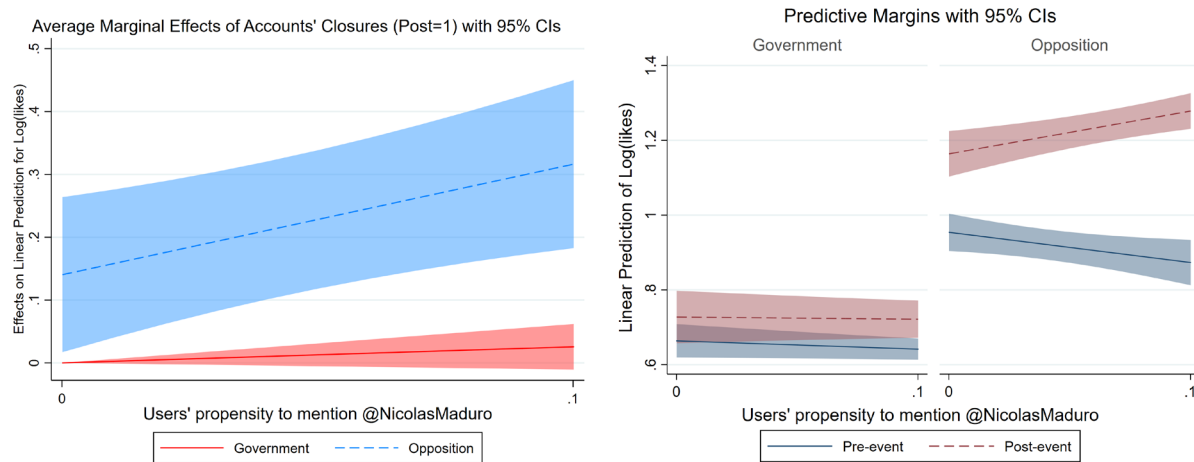 Average Marginal Effects of Accounts' Closures (Post=1) with 95% CIs
Effects on Linear Prediction for Log(likes)
.5
.4
.3
.2
.1
0
0
.1
Users' propensity to mention @NicolasMaduro
Government
Opposition
Predictive Margins with 95% CIs
Government
Opposition
Linear Prediction of Log(likes)
1.4
1.2
1
.8
.6
0
.1
0
.1
Users' propensity to mention @NicolasMaduro
Pre-event
Post-event